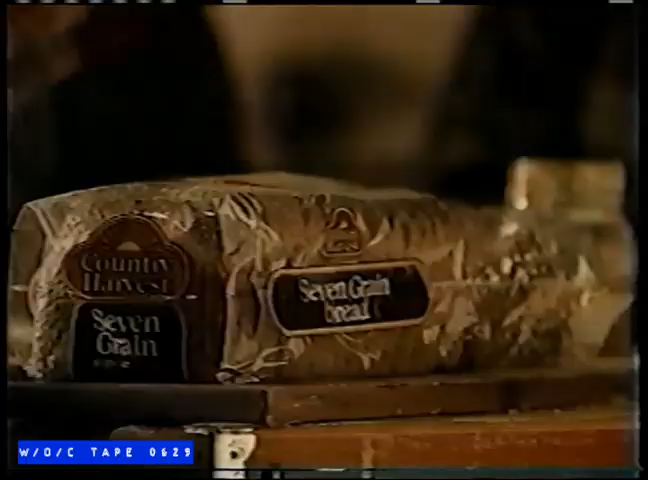 Country
Harvest
Seven
Grain
Seven Grain
bread
W/O/C TAPE 0629